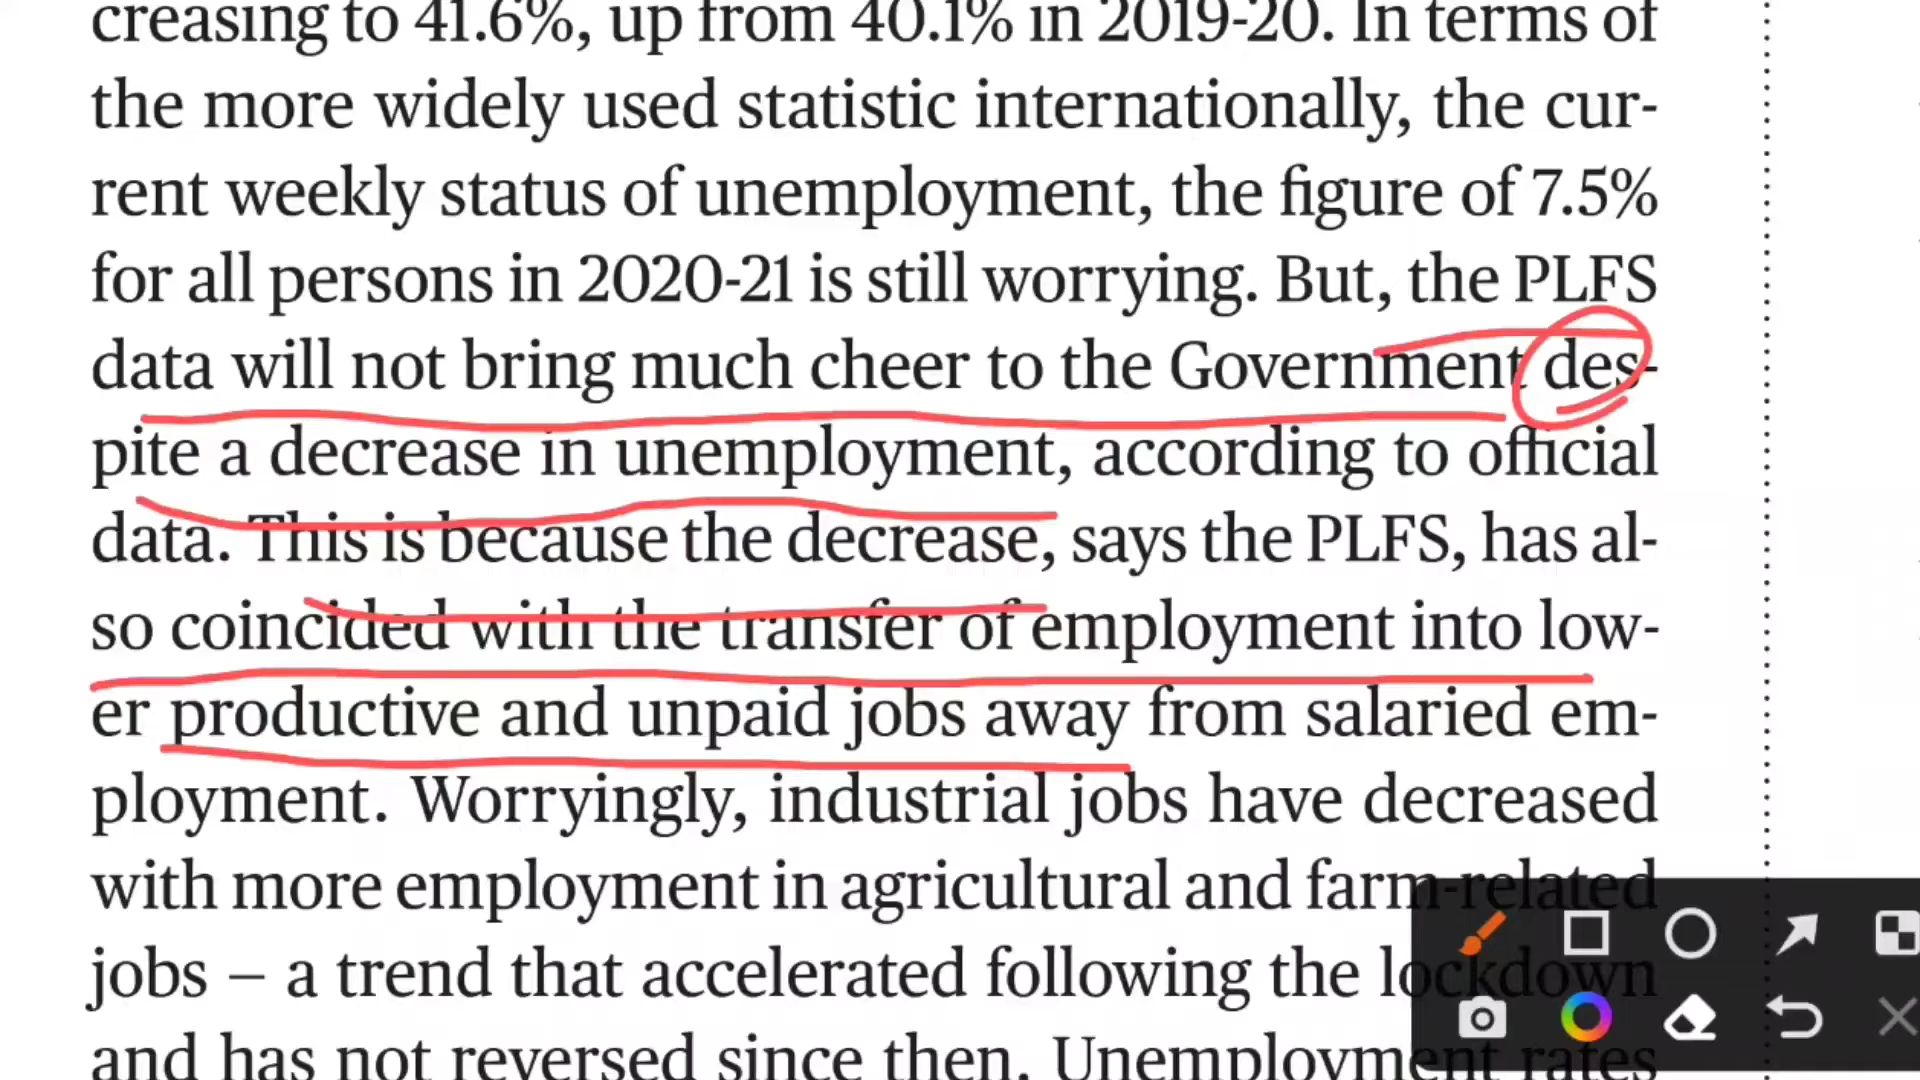 creasing to 41.6%, up from 40.1% in 2019-20. In terms of
the more widely used statistic internationally, the cur-
rent weekly status of unemployment, the figure of 7.5%
for all persons in 2020-21 is still worrying. But, the PLFS
data will not bring much cheer to the Government des-
pite a decrease in unemployment, according to official
data. This is because the decrease, says the PLFS, has al-
so coincided with the transfer of employment into low-
er productive and unpaid jobs away from salaried em-
ployment. Worryingly, industrial jobs have decreased
with more employment in agricultural and farm-related
jobs – a trend that accelerated following the lockdown
and has not reversed since then. Unemployment rates